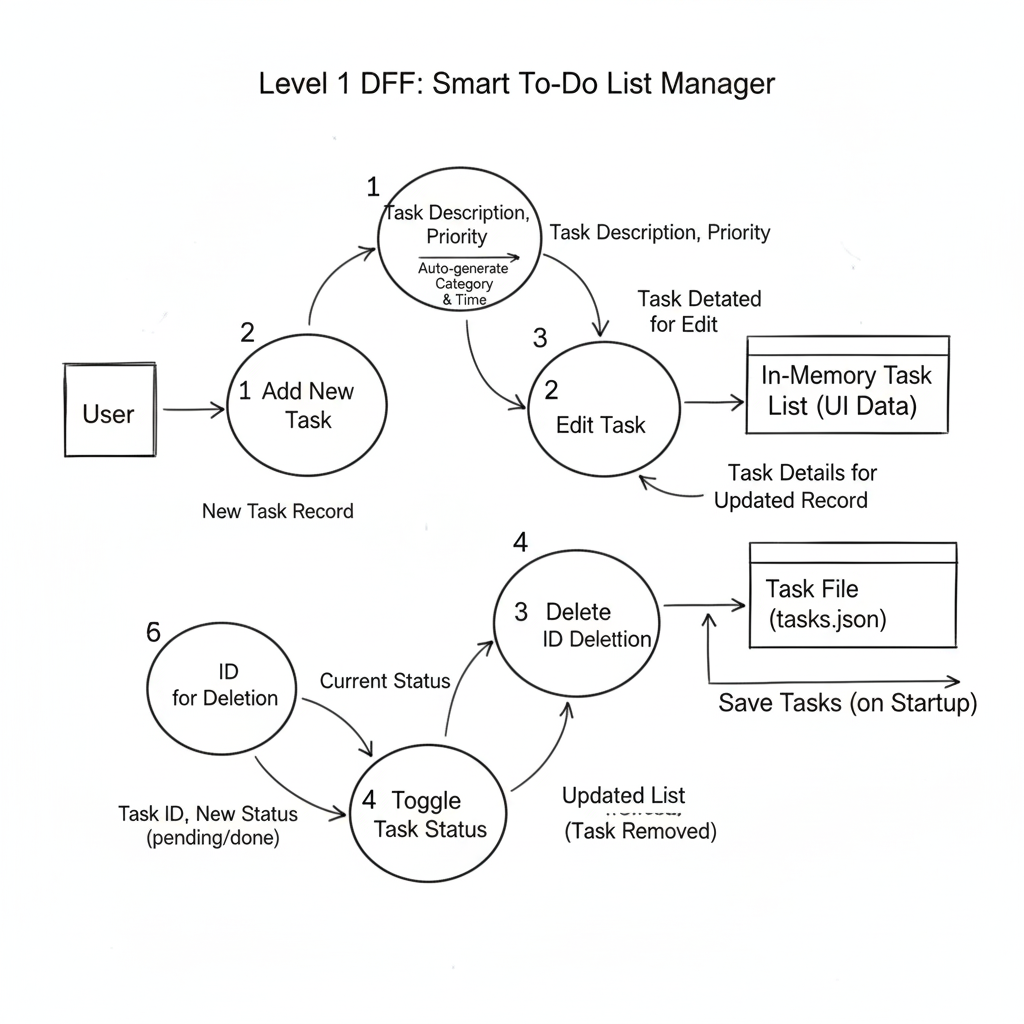 Level 1 DFF: Smart To-Do List Manager
1
Task Description,
Priority
Auto-generate
Category
& Time
Task Description, Priority
Task Detated
for Edit
2
1 Add New
Task
User
3
2
Edit Task
In-Memory Task
List (UI Data)
Task Details for
Updated Record
New Task Record
4
3 Delete
ID Delettion
Task File
(tasks.json)
Save Tasks (on Startup)
6
ID
for Deletion
Current Status
4 Toggle
Task Status
Task ID, New Status
(pending/done)
Updated List
(Task Removed)